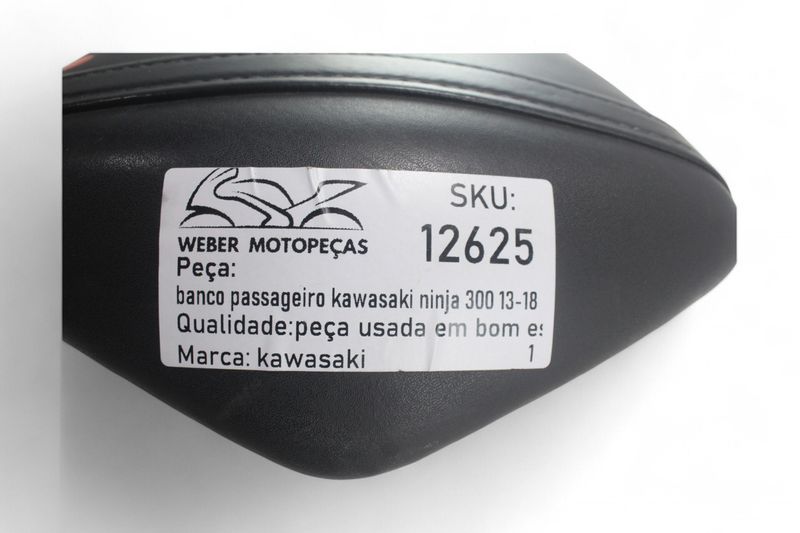 SKU:
12625
WEBER MOTOPEÇAS
Peça:
banco passageiro kawasaki ninja 300 13-18
Qualidade:peça usada em bom es
Marca: kawasaki 1